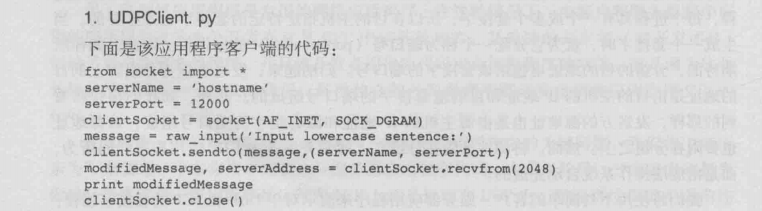 1. UDPClient. py
下面是该应用程序客户端的代码：
from socket import *
serverName = 'hostname'
serverPort = 12000
clientSocket = socket(AF_INET, SOCK_DGRAM)
message = raw_input('Input lowercase sentence:')
clientSocket.sendto(message,(serverName, serverPort))
modifiedMessage, serverAddress = clientSocket.recvfrom(2048)
print modifiedMessage
clientSocket.close()